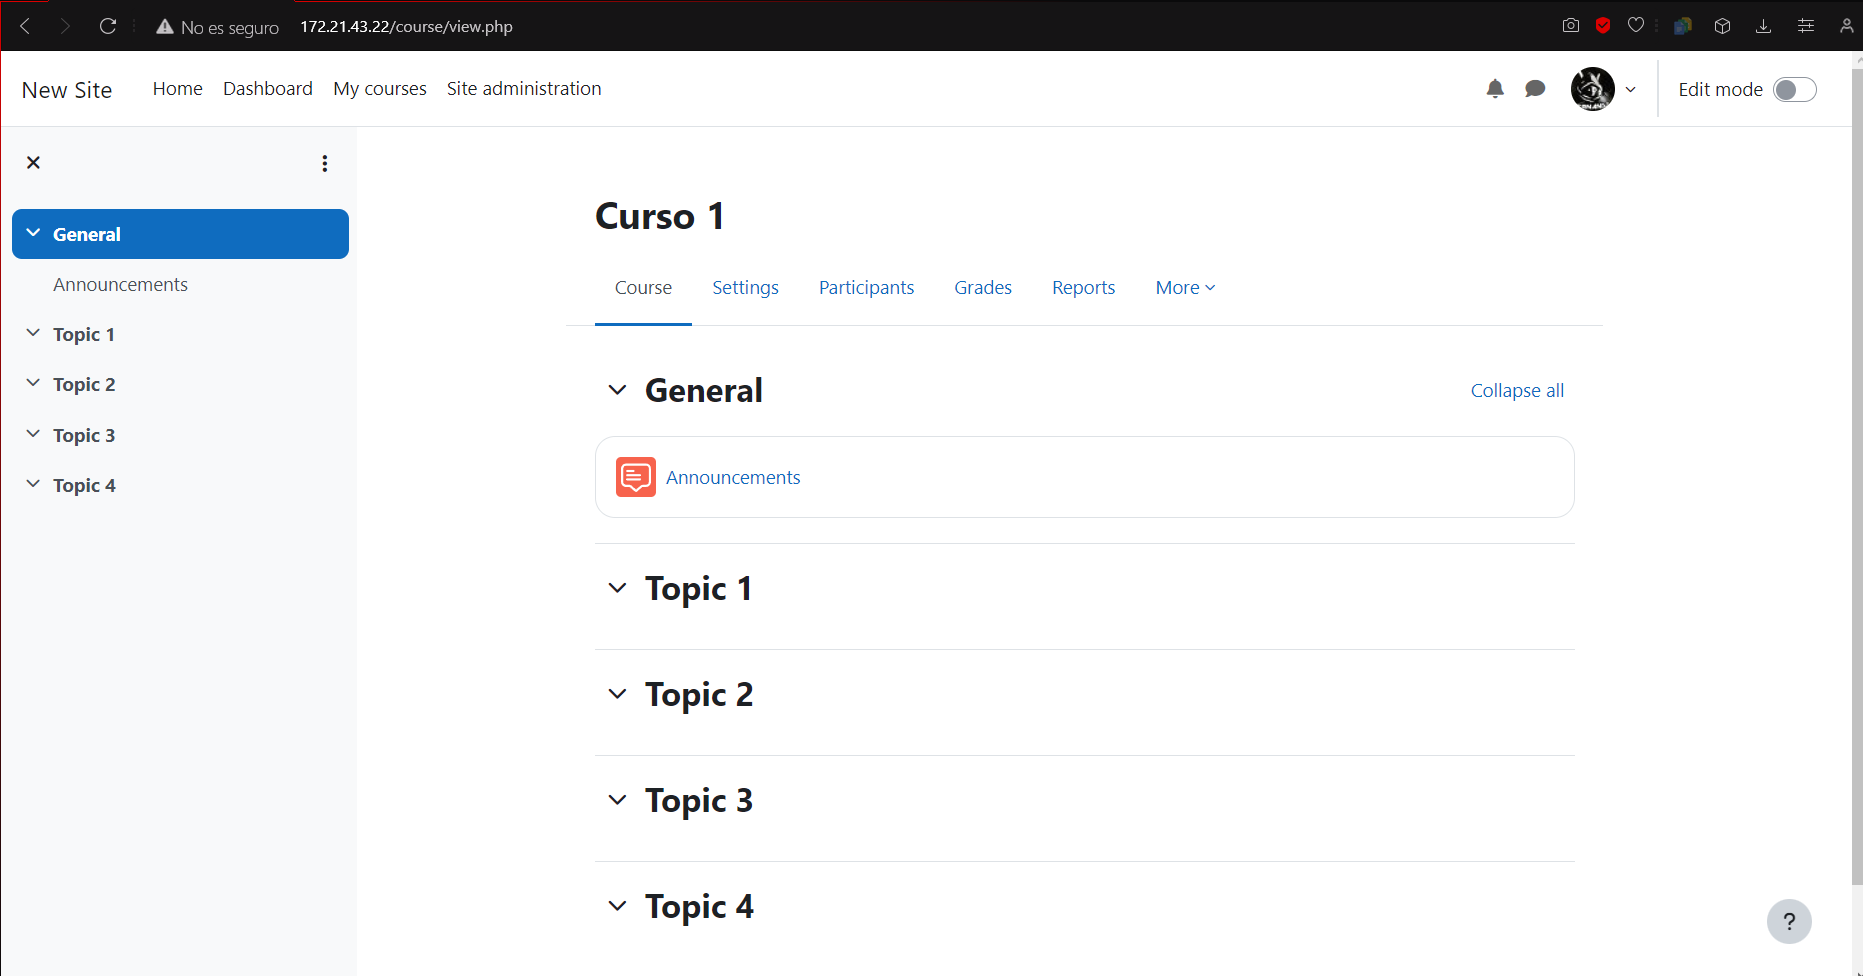 No es seguro 172.21.43.22/course/view.php
New Site Home Dashboard My courses Site administration Edit mode
General
Announcements
Topic 1
Topic 2
Topic 3
Topic 4
Curso 1
Course Settings Participants Grades Reports More
General Collapse all
Announcements
Topic 1
Topic 2
Topic 3
Topic 4
?